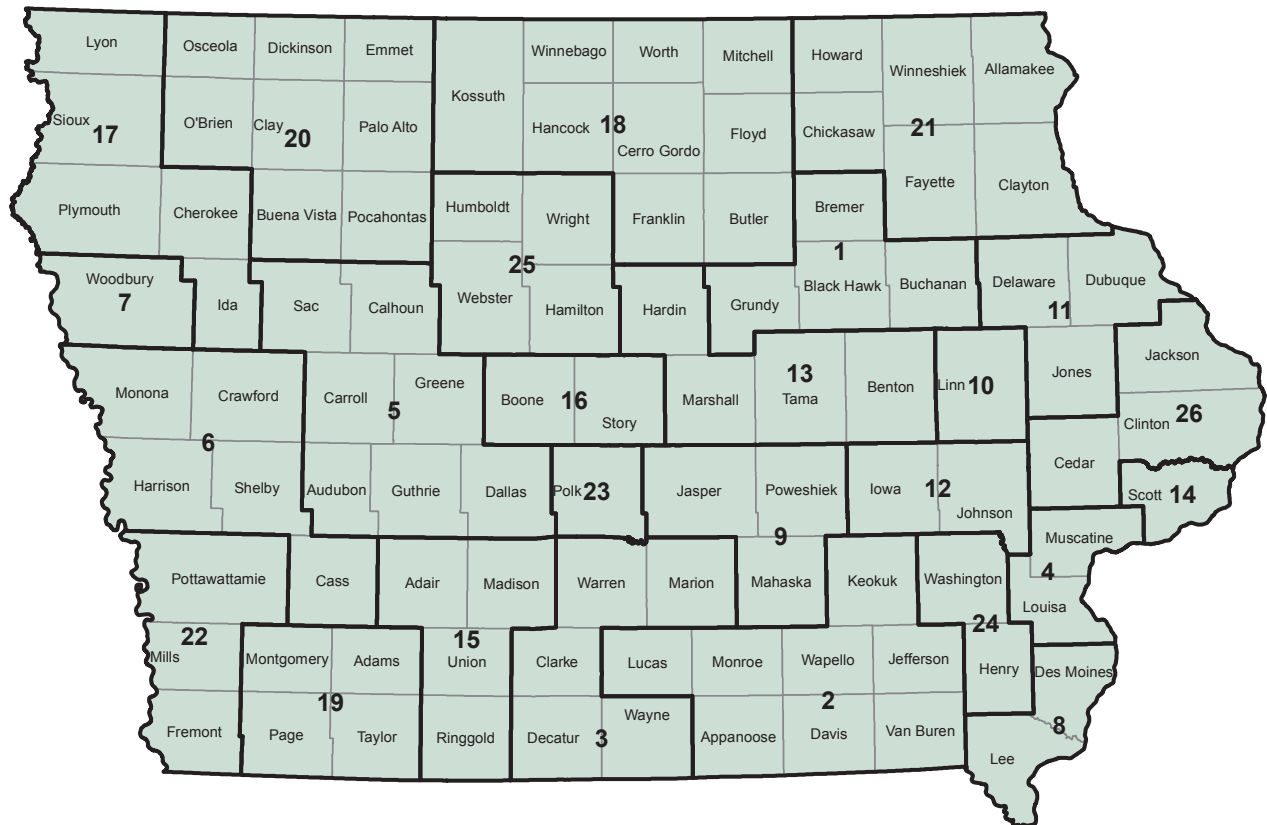 Lyon
Osceola
Dickinson
Emmet
Kossuth
Winnebago
Worth
Mitchell
Howard
Winneshiek
Allamakee
Sioux
17
O'Brien
Clay
20
Palo Alto
Hancock
18
Cerro Gordo
Floyd
Chickasaw
21
Fayette
Clayton
Plymouth
Cherokee
Buena Vista
Pocahontas
Humboldt
Wright
Franklin
Butler
Bremer
1
Woodbury
7
Ida
Sac
Calhoun
25
Webster
Hamilton
Hardin
Grundy
Black Hawk
Buchanan
Delaware
Dubuque
11
Monona
Crawford
Carroll
Greene
5
Boone
16
Story
Marshall
13
Tama
Benton
Linn
10
Jones
Jackson
Clinton
26
6
Harrison
Shelby
Audubon
Guthrie
Dallas
Polk
23
Jasper
Poweshiek
9
Iowa
12
Johnson
Cedar
Scott
14
Muscatine
4
Louisa
Pottawattamie
Cass
Adair
Madison
Warren
Marion
Mahaska
Keokuk
Washington
24
22
Mills
Montgomery
Adams
15
Union
Clarke
Lucas
Monroe
Wapello
Jefferson
Henry
Des Moines
8
19
2
Fremont
Page
Taylor
Ringgold
Decatur
3
Wayne
Appanoose
Davis
Van Buren
Lee